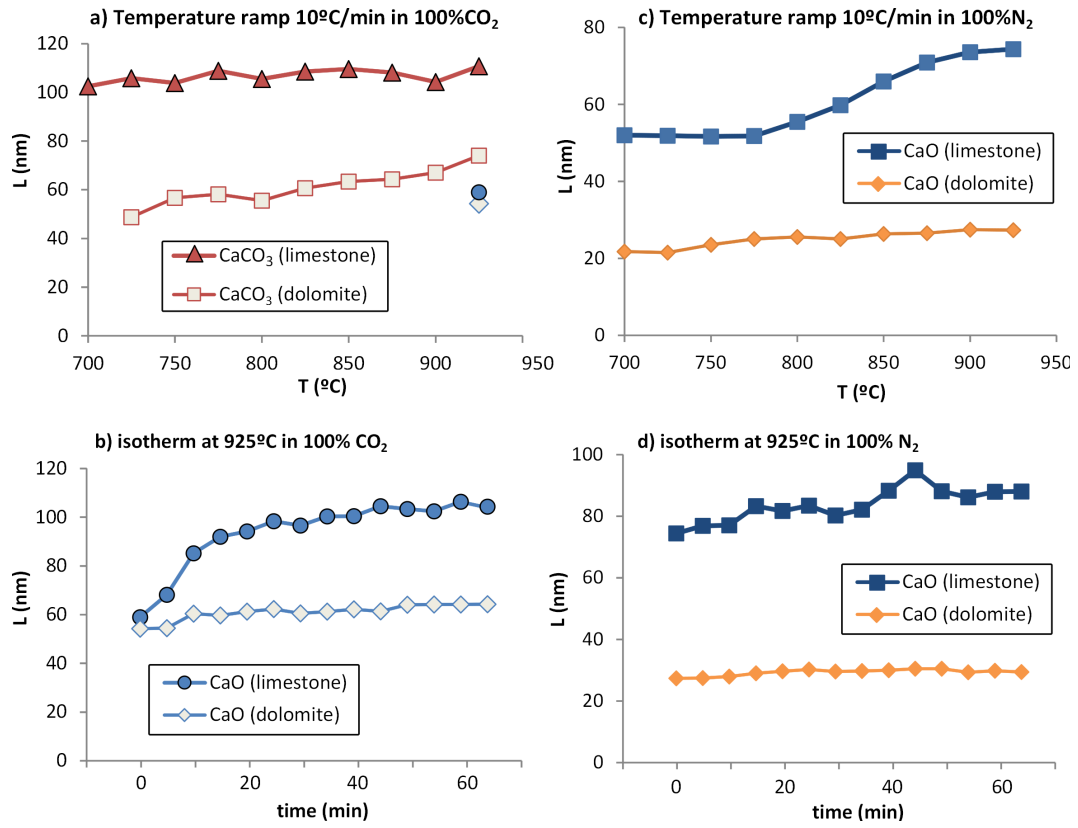 a) Temperature ramp 10ºC/min in 100%CO2
120
100
80
60
40
20
0
L (nm)
CaCO3 (limestone)
CaCO3 (dolomite)
700 750 800 850 900 950
T (ºC)
c) Temperature ramp 10ºC/min in 100%N2
80
60
40
20
0
L (nm)
CaO (limestone)
CaO (dolomite)
700 750 800 850 900 950
T (ºC)
b) isotherm at 925ºC in 100% CO2
120
100
80
60
40
20
0
L (nm)
CaO (limestone)
CaO (dolomite)
0 20 40 60
time (min)
d) isotherm at 925ºC in 100% N2
100
80
60
40
20
0
L (nm)
CaO (limestone)
CaO (dolomite)
0 20 40 60
time (min)